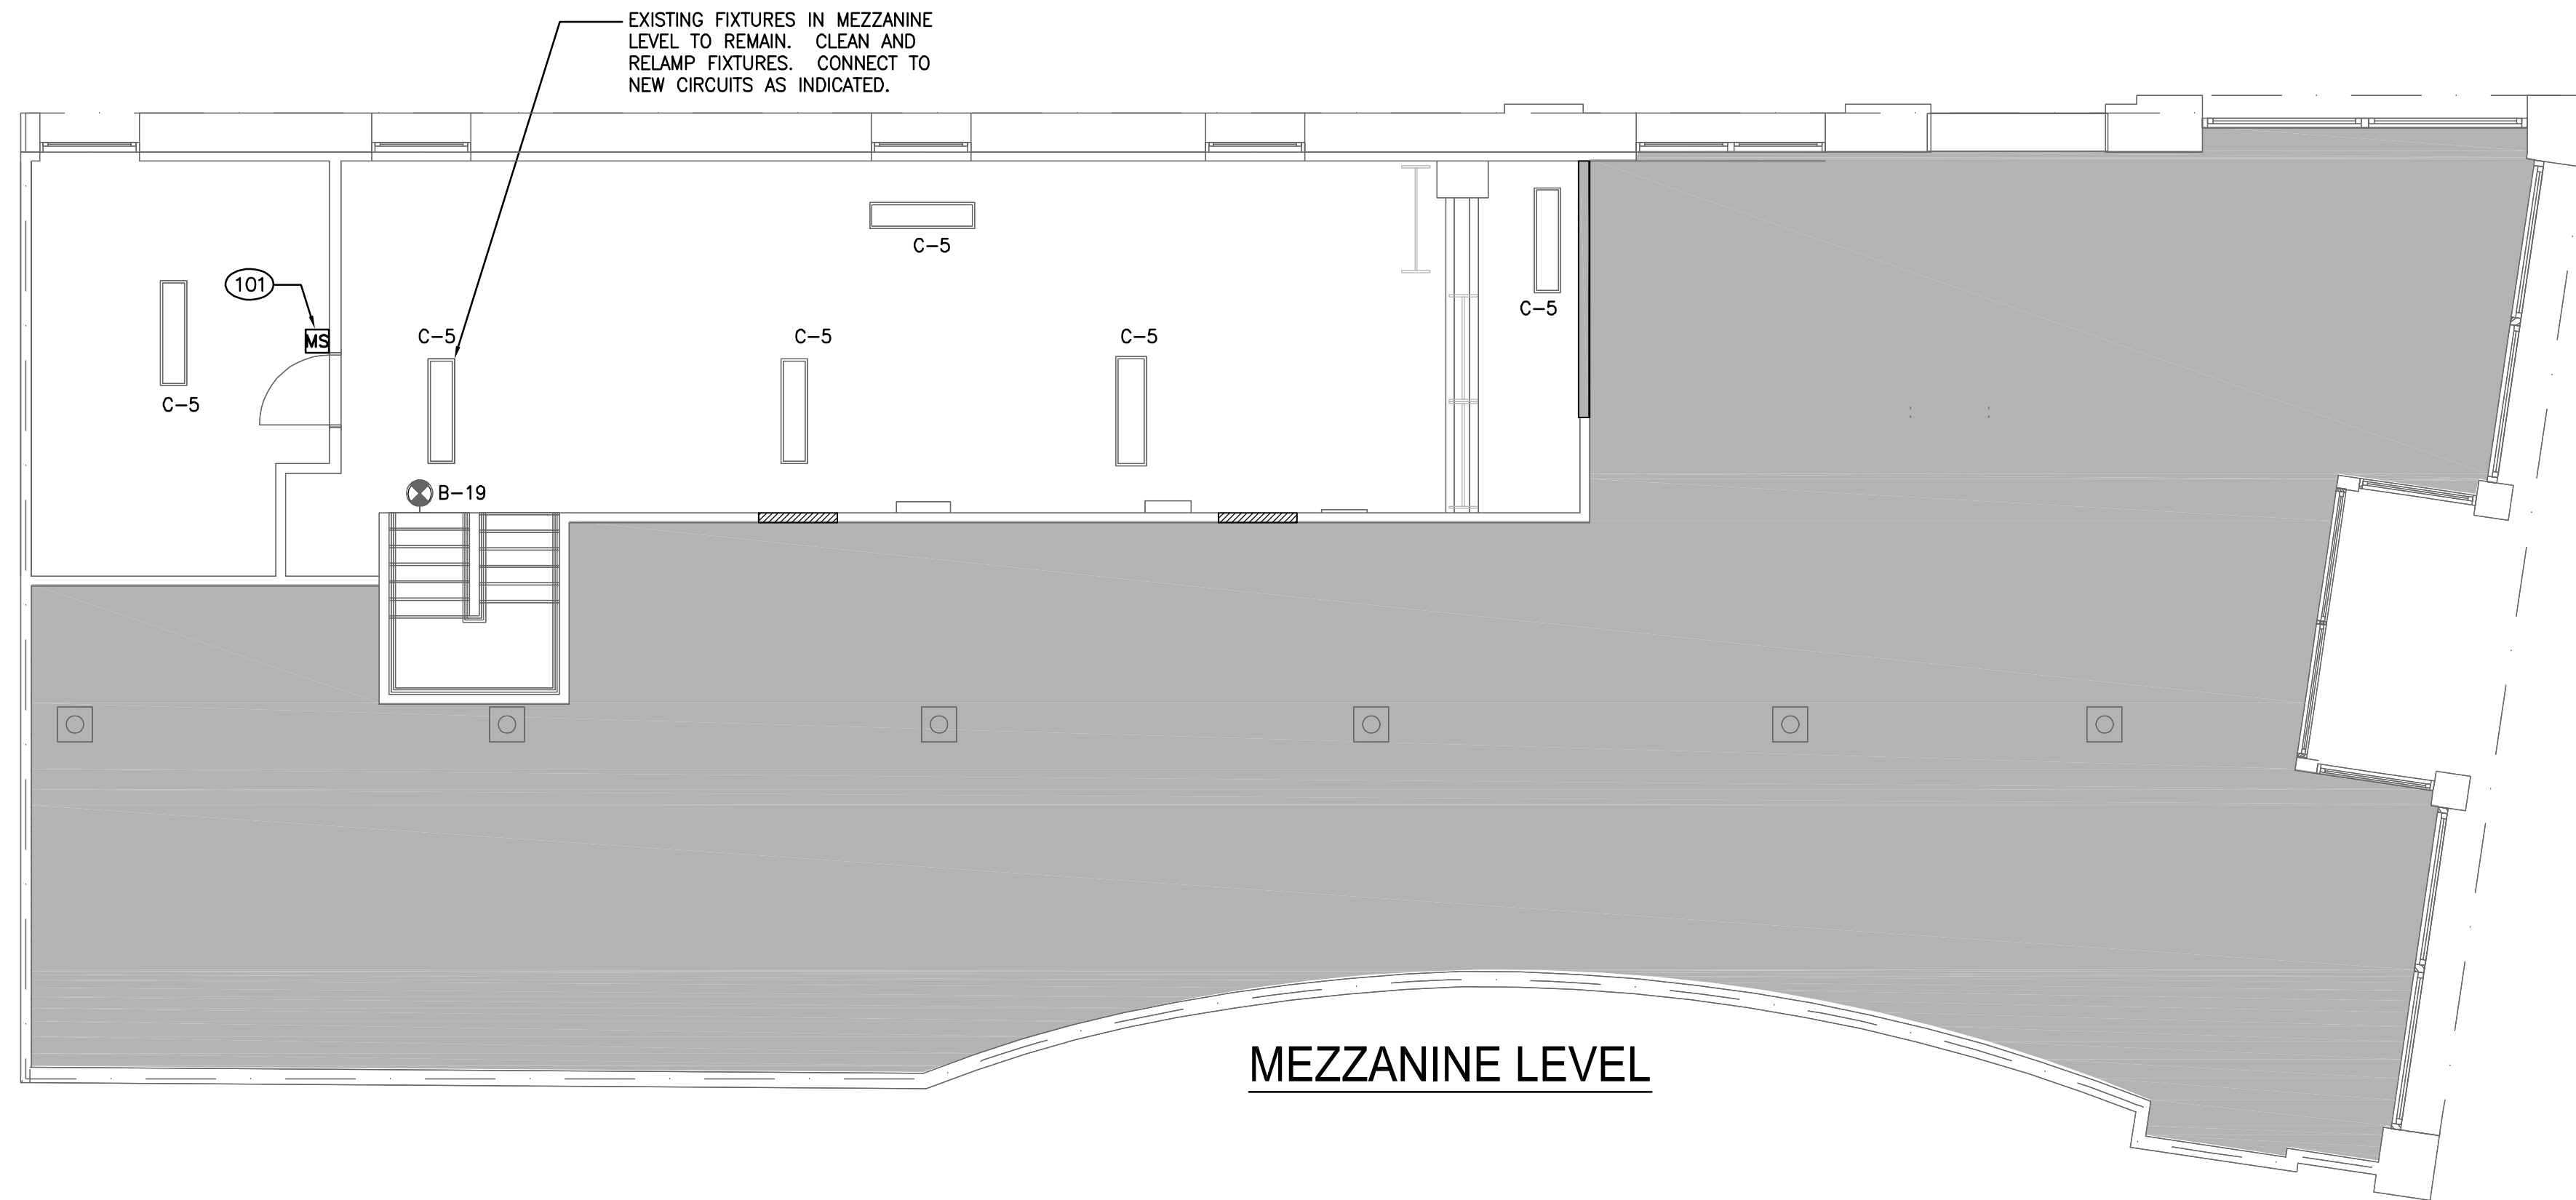 EXISTING FIXTURES IN MEZZANINE
LEVEL TO REMAIN. CLEAN AND
RELAMP FIXTURES. CONNECT TO
NEW CIRCUITS AS INDICATED.
C-5
101
C-5
MS
C-5
C-5
C-5
C-5
B-19
MEZZANINE LEVEL